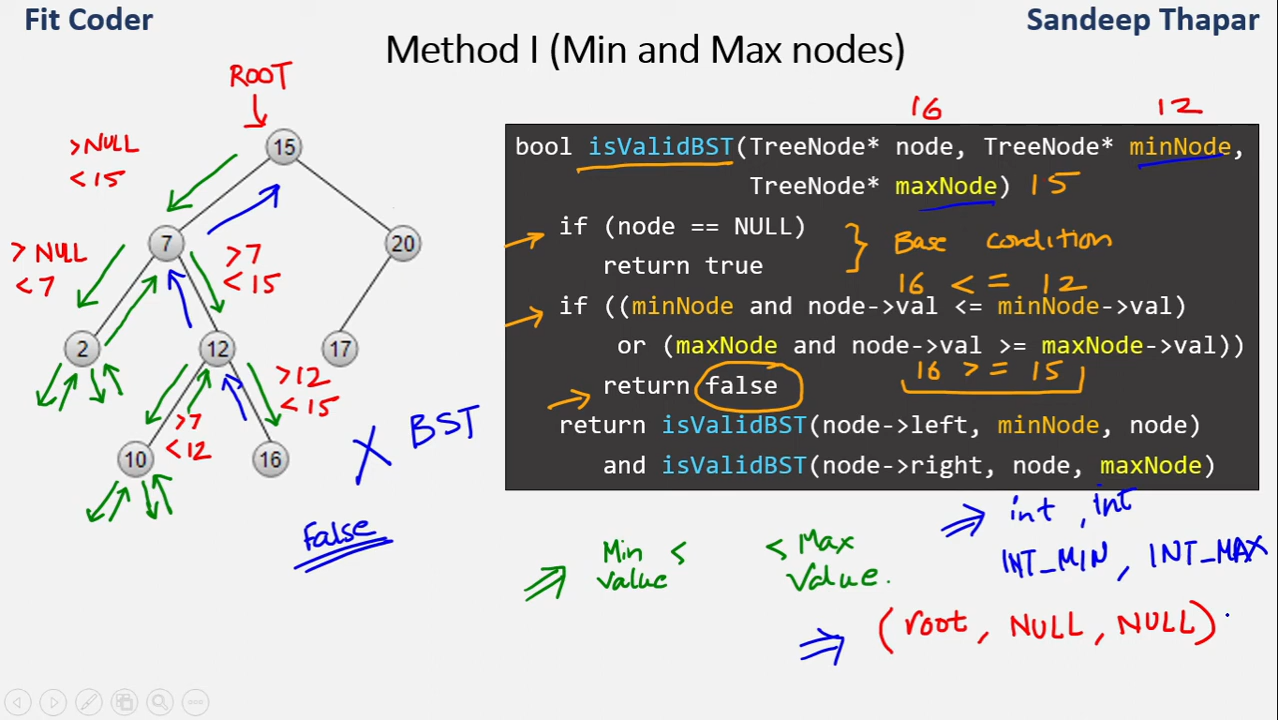 Fit Coder
Sandeep Thapar
Method I (Min and Max nodes)
ROOT
15
>NULL
<15
7
20
> NULL
<7
>7
<15
2
12
17
>12
<15
>7
<12
10
16
X BST
False
16
12
bool isValidBST(TreeNode* node, TreeNode* minNode,
TreeNode* maxNode) 15
if (node == NULL)
return true
} Base condition
16 <= 12
if ((minNode and node->val <= minNode->val)
or (maxNode and node->val >= maxNode->val))
return false
16 >= 15
return isValidBST(node->left, minNode, node)
and isValidBST(node->right, node, maxNode)
=> int , int
INT_MIN, INT_MAX
=> Min value < < Max Value.
=> (root, NULL, NULL)